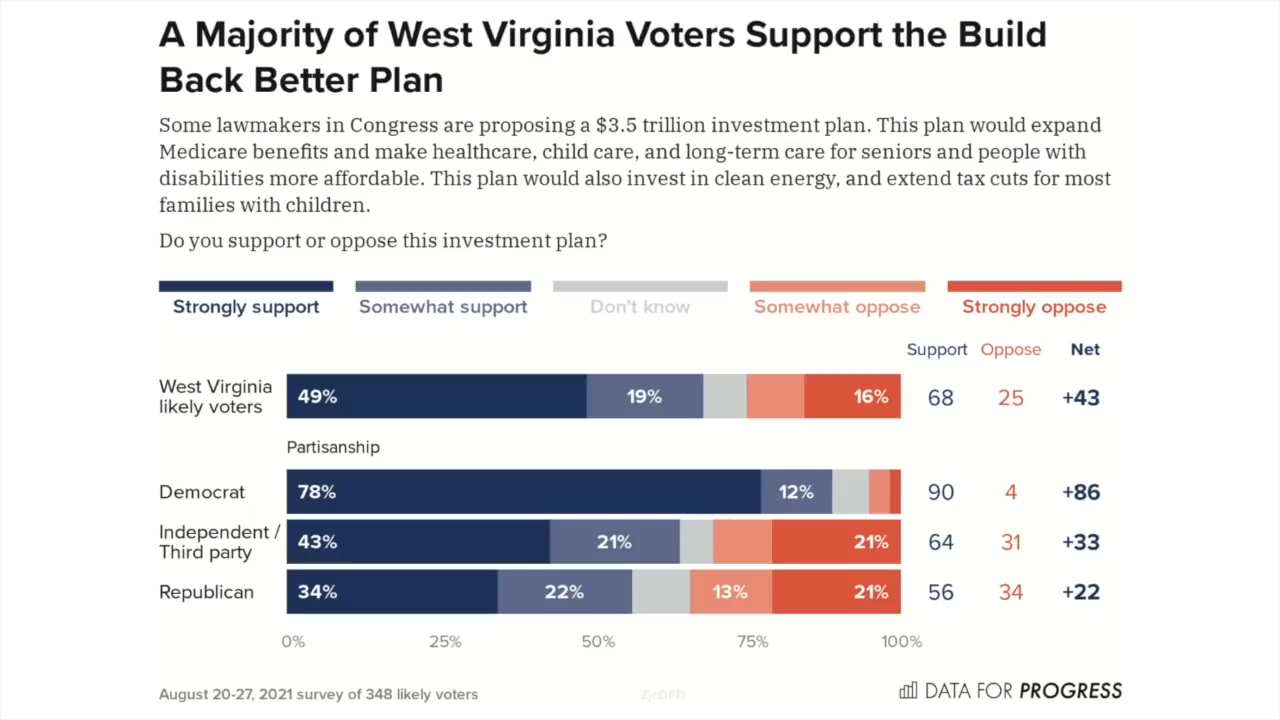 A Majority of West Virginia Voters Support the Build
Back Better Plan
Some lawmakers in Congress are proposing a $3.5 trillion investment plan. This plan would expand
Medicare benefits and make healthcare, child care, and long-term care for seniors and people with
disabilities more affordable. This plan would also invest in clean energy, and extend tax cuts for most
families with children.
Do you support or oppose this investment plan?
Strongly support Somewhat support Don't know Somewhat oppose Strongly oppose
Support Oppose Net
West Virginia
likely voters
49% 19% 16% 68 25 +43
Partisanship
Democrat 78% 12% 90 4 +86
Independent /
Third party
43% 21% 21% 64 31 +33
Republican 34% 22% 13% 21% 56 34 +22
0% 25% 50% 75% 100%
August 20-27, 2021 survey of 348 likely voters
DATA FOR PROGRESS